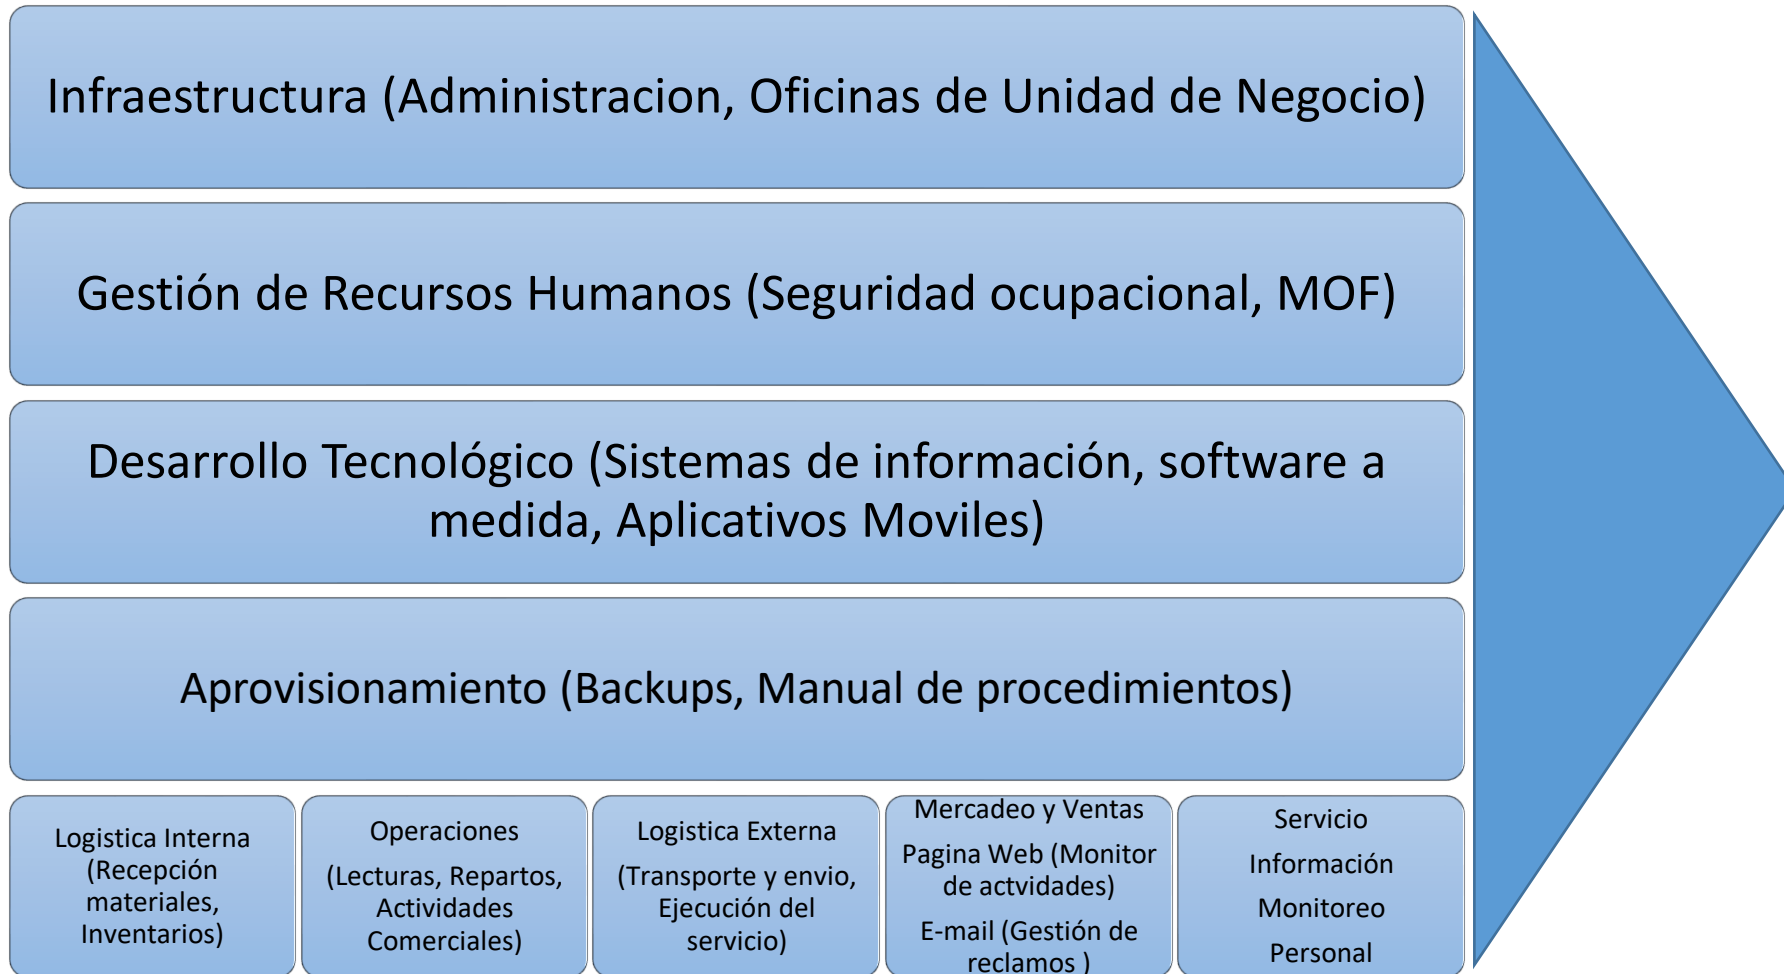 Infraestructura (Administracion, Oficinas de Unidad de Negocio)
Gestión de Recursos Humanos (Seguridad ocupacional, MOF)
Desarrollo Tecnológico (Sistemas de información, software a
medida, Aplicativos Moviles)
Aprovisionamiento (Backups, Manual de procedimientos)
Logistica Interna
(Recepción
materiales,
Inventarios)
Operaciones
(Lecturas, Repartos,
Actividades
Comerciales)
Logistica Externa
(Transporte y envio,
Ejecución del
servicio)
Mercadeo y Ventas
Pagina Web (Monitor
de actvidades)
E-mail (Gestión de
reclamos )
Servicio
Información
Monitoreo
Personal